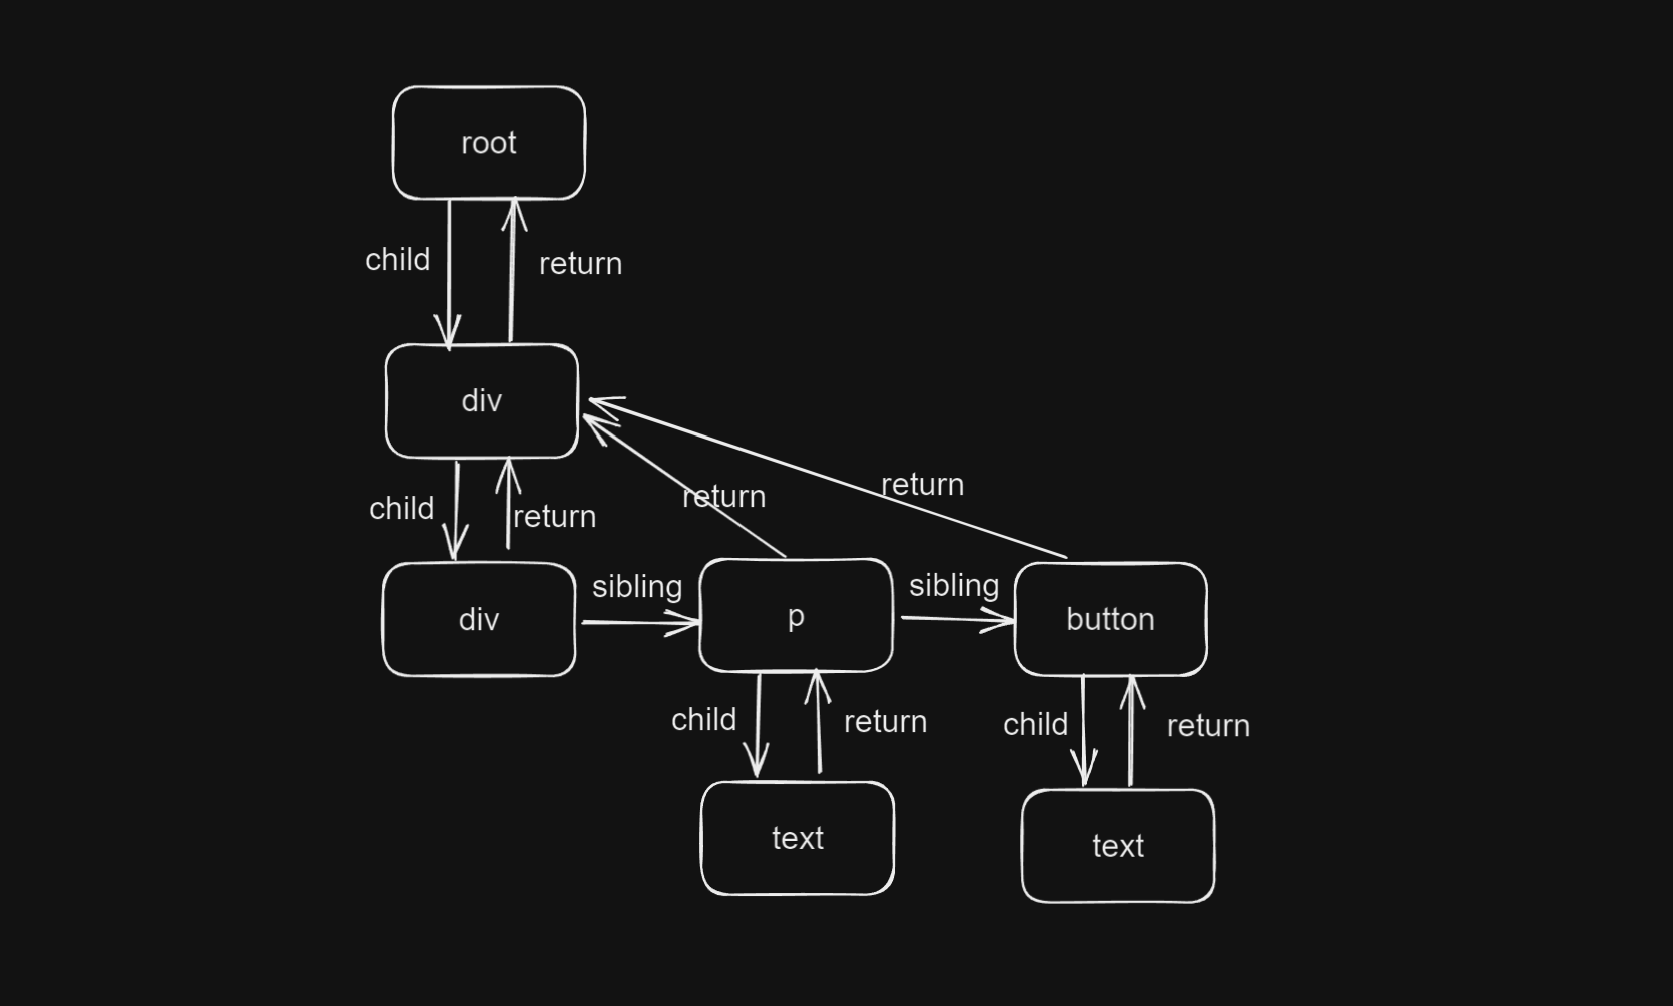 root
child
return
div
child
return
return
return
div
sibling
p
sibling
button
child
return
child
return
text
text